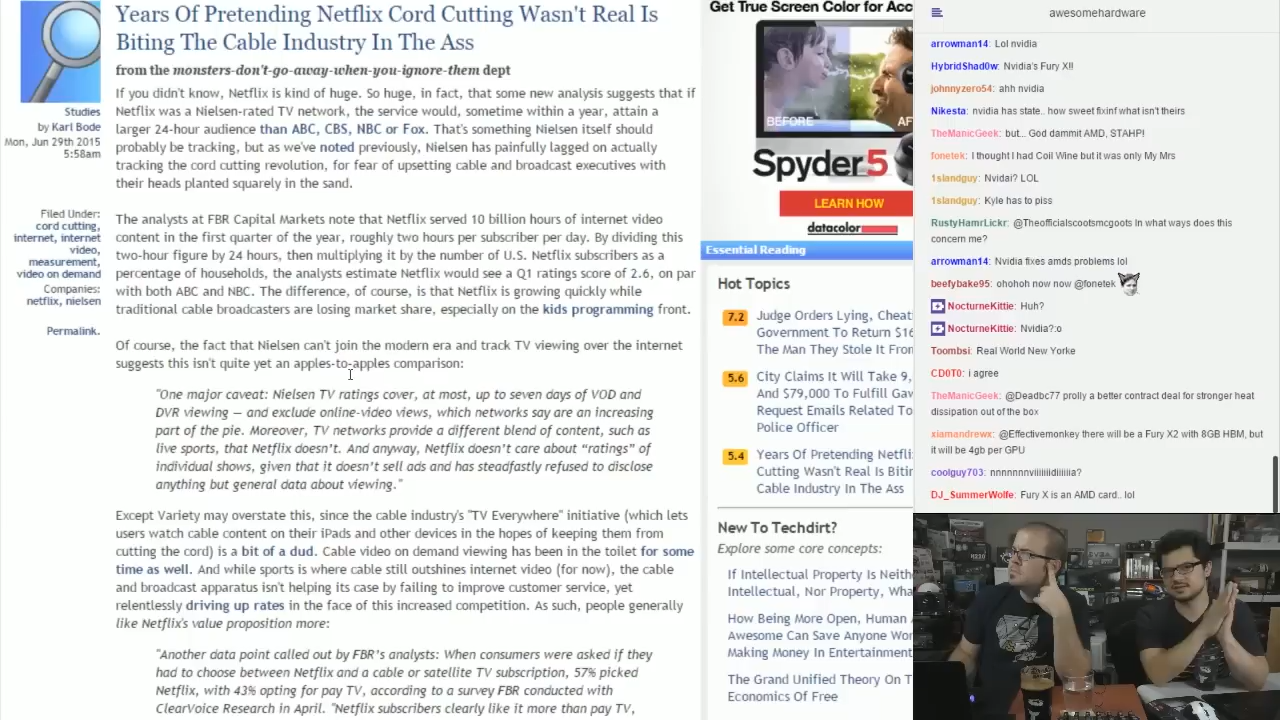 Years Of Pretending Netflix Cord Cutting Wasn't Real Is
Biting The Cable Industry In The Ass
from the monsters-don't-go-away-when-you-ignore-them dept
Studies
by Karl Bode
Mon, Jun 29th 2015
5:58am
Filed Under:
cord cutting,
internet, internet
video,
measurement,
video on demand
Companies:
netflix, nielsen
Permalink.
If you didn't know, Netflix is kind of huge. So huge, in fact, that some new analysis suggests that if
Netflix was a Nielsen-rated TV network, the service would, sometime within a year, attain a
larger 24-hour audience than ABC, CBS, NBC or Fox. That's something Nielsen itself should
probably be tracking, but as we've noted previously, Nielsen has painfully lagged on actually
tracking the cord cutting revolution, for fear of upsetting cable and broadcast executives with
their heads planted squarely in the sand.
The analysts at FBR Capital Markets note that Netflix served 10 billion hours of internet video
content in the first quarter of the year, roughly two hours per subscriber per day. By dividing this
two-hour figure by 24 hours, then multiplying it by the number of U.S. Netflix subscribers as a
percentage of households, the analysts estimate Netflix would see a Q1 ratings score of 2.6, on par
with both ABC and NBC. The difference, of course, is that Netflix is growing quickly while
traditional cable broadcasters are losing market share, especially on the kids programming front.
Of course, the fact that Nielsen can't join the modern era and track TV viewing over the internet
suggests this isn't quite yet an apples-to-apples comparison:
"One major caveat: Nielsen TV ratings cover, at most, up to seven days of VOD and
DVR viewing — and exclude online-video views, which networks say are an increasing
part of the pie. Moreover, TV networks provide a different blend of content, such as
live sports, that Netflix doesn't. And anyway, Netflix doesn't care about “ratings” of
individual shows, given that it doesn't sell ads and has steadfastly refused to disclose
anything but general data about viewing."
Except Variety may overstate this, since the cable industry's "TV Everywhere" initiative (which lets
users watch cable content on their iPads and other devices in the hopes of keeping them from
cutting the cord) is a bit of a dud. Cable video on demand viewing has been in the toilet for some
time as well. And while sports is where cable still outshines internet video (for now), the cable
and broadcast apparatus isn't helping its case by failing to improve customer service, yet
relentlessly driving up rates in the face of this increased competition. As such, people generally
like Netflix's value proposition more:
"Another data point called out by FBR's analysts: When consumers were asked if they
had to choose between Netflix and a cable or satellite TV subscription, 57% picked
Netflix, with 43% opting for pay TV, according to a survey FBR conducted with
ClearVoice Research in April. "Netflix subscribers clearly like it more than pay TV,
Get True Screen Color for Acc
BEFORE
AF
Spyder5
LEARN HOW
datacolor
Essential Reading
Hot Topics
7.2 Judge Orders Lying, Cheat
Government To Return $16
The Man They Stole It From
5.6 City Claims It Will Take 9,
And $79,000 To Fulfill Gaw
Request Emails Related To
Police Officer
5.4 Years Of Pretending Netfli
Cutting Wasn't Real Is Bitin
Cable Industry In The Ass
New To Techdirt?
Explore some core concepts:
If Intellectual Property Is Neith
Intellectual, Nor Property, Wha
How Being More Open, Human A
Awesome Can Save Anyone Wor
Making Money In Entertainment
The Grand Unified Theory On T
Economics Of Free
awesomehardware
arrowman14: Lol nvidia
HybridShad0w: Nvidia's Fury X!!
johnnyzero54: ahh nvidia
Nikesta: nvidia has state.. how sweet fixinf what isn't theirs
TheManicGeek: but... God dammit AMD, STAHP!
fonetek: I thought I had Coil Wine but it was only My Mrs
1slandguy: Nvidai? LOL
1slandguy: Kyle has to piss
RustyHamrLickr: @Theofficialscootsmcgoots In what ways does this
concern me?
arrowman14: Nvidia fixes amds problems lol
beefybake95: ohohoh now now @fonetek
NocturneKittie: Huh?
NocturneKittie: Nvidia?:o
Toombsi: Real World New Yorke
CD0T0: i agree
TheManicGeek: @Deadbc77 prolly a better contract deal for stronger heat
dissipation out of the box
xiamandrewx: @Effectivemonkey there will be a Fury X2 with 8GB HBM, but
it will be 4gb per GPU
coolguy703: nnnnnnnviiiiiidiiiiiia?
DJ_SummerWolfe: Fury X is an AMD card.. lol